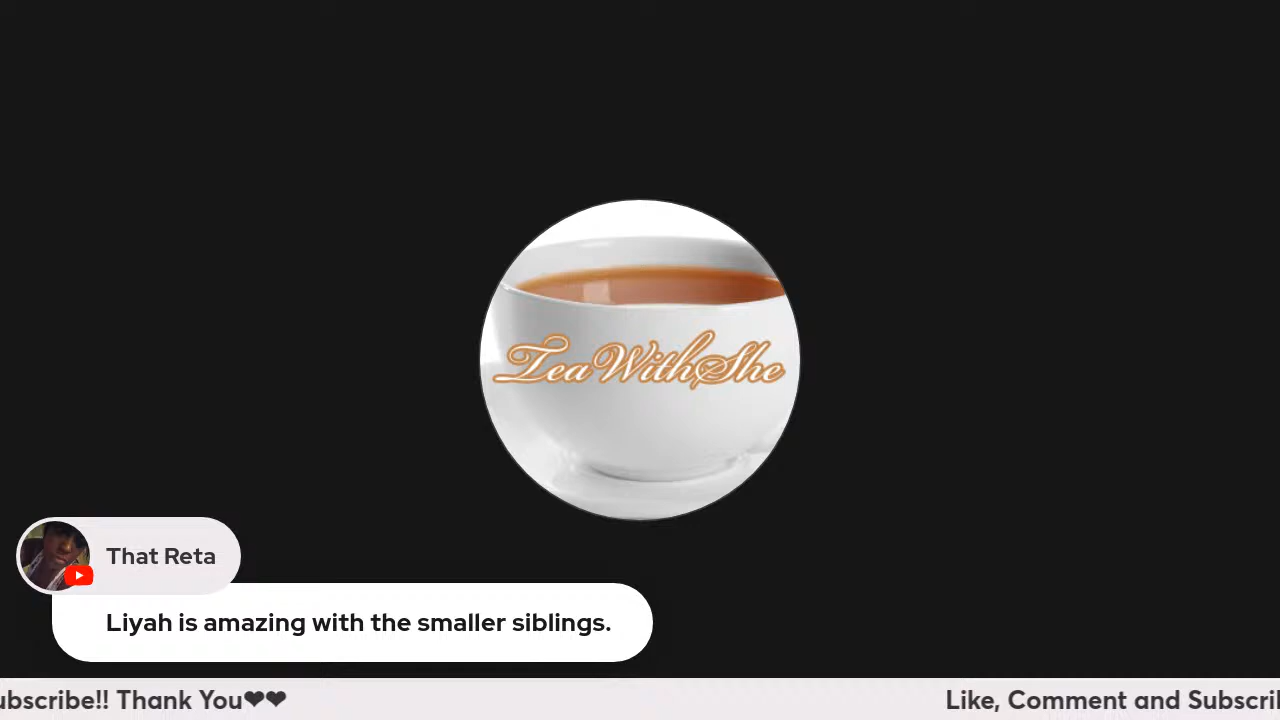 TeaWithShe
That Reta
Liyah is amazing with the smaller siblings.
ubscribe!! Thank You❤❤ Like, Comment and Subscri